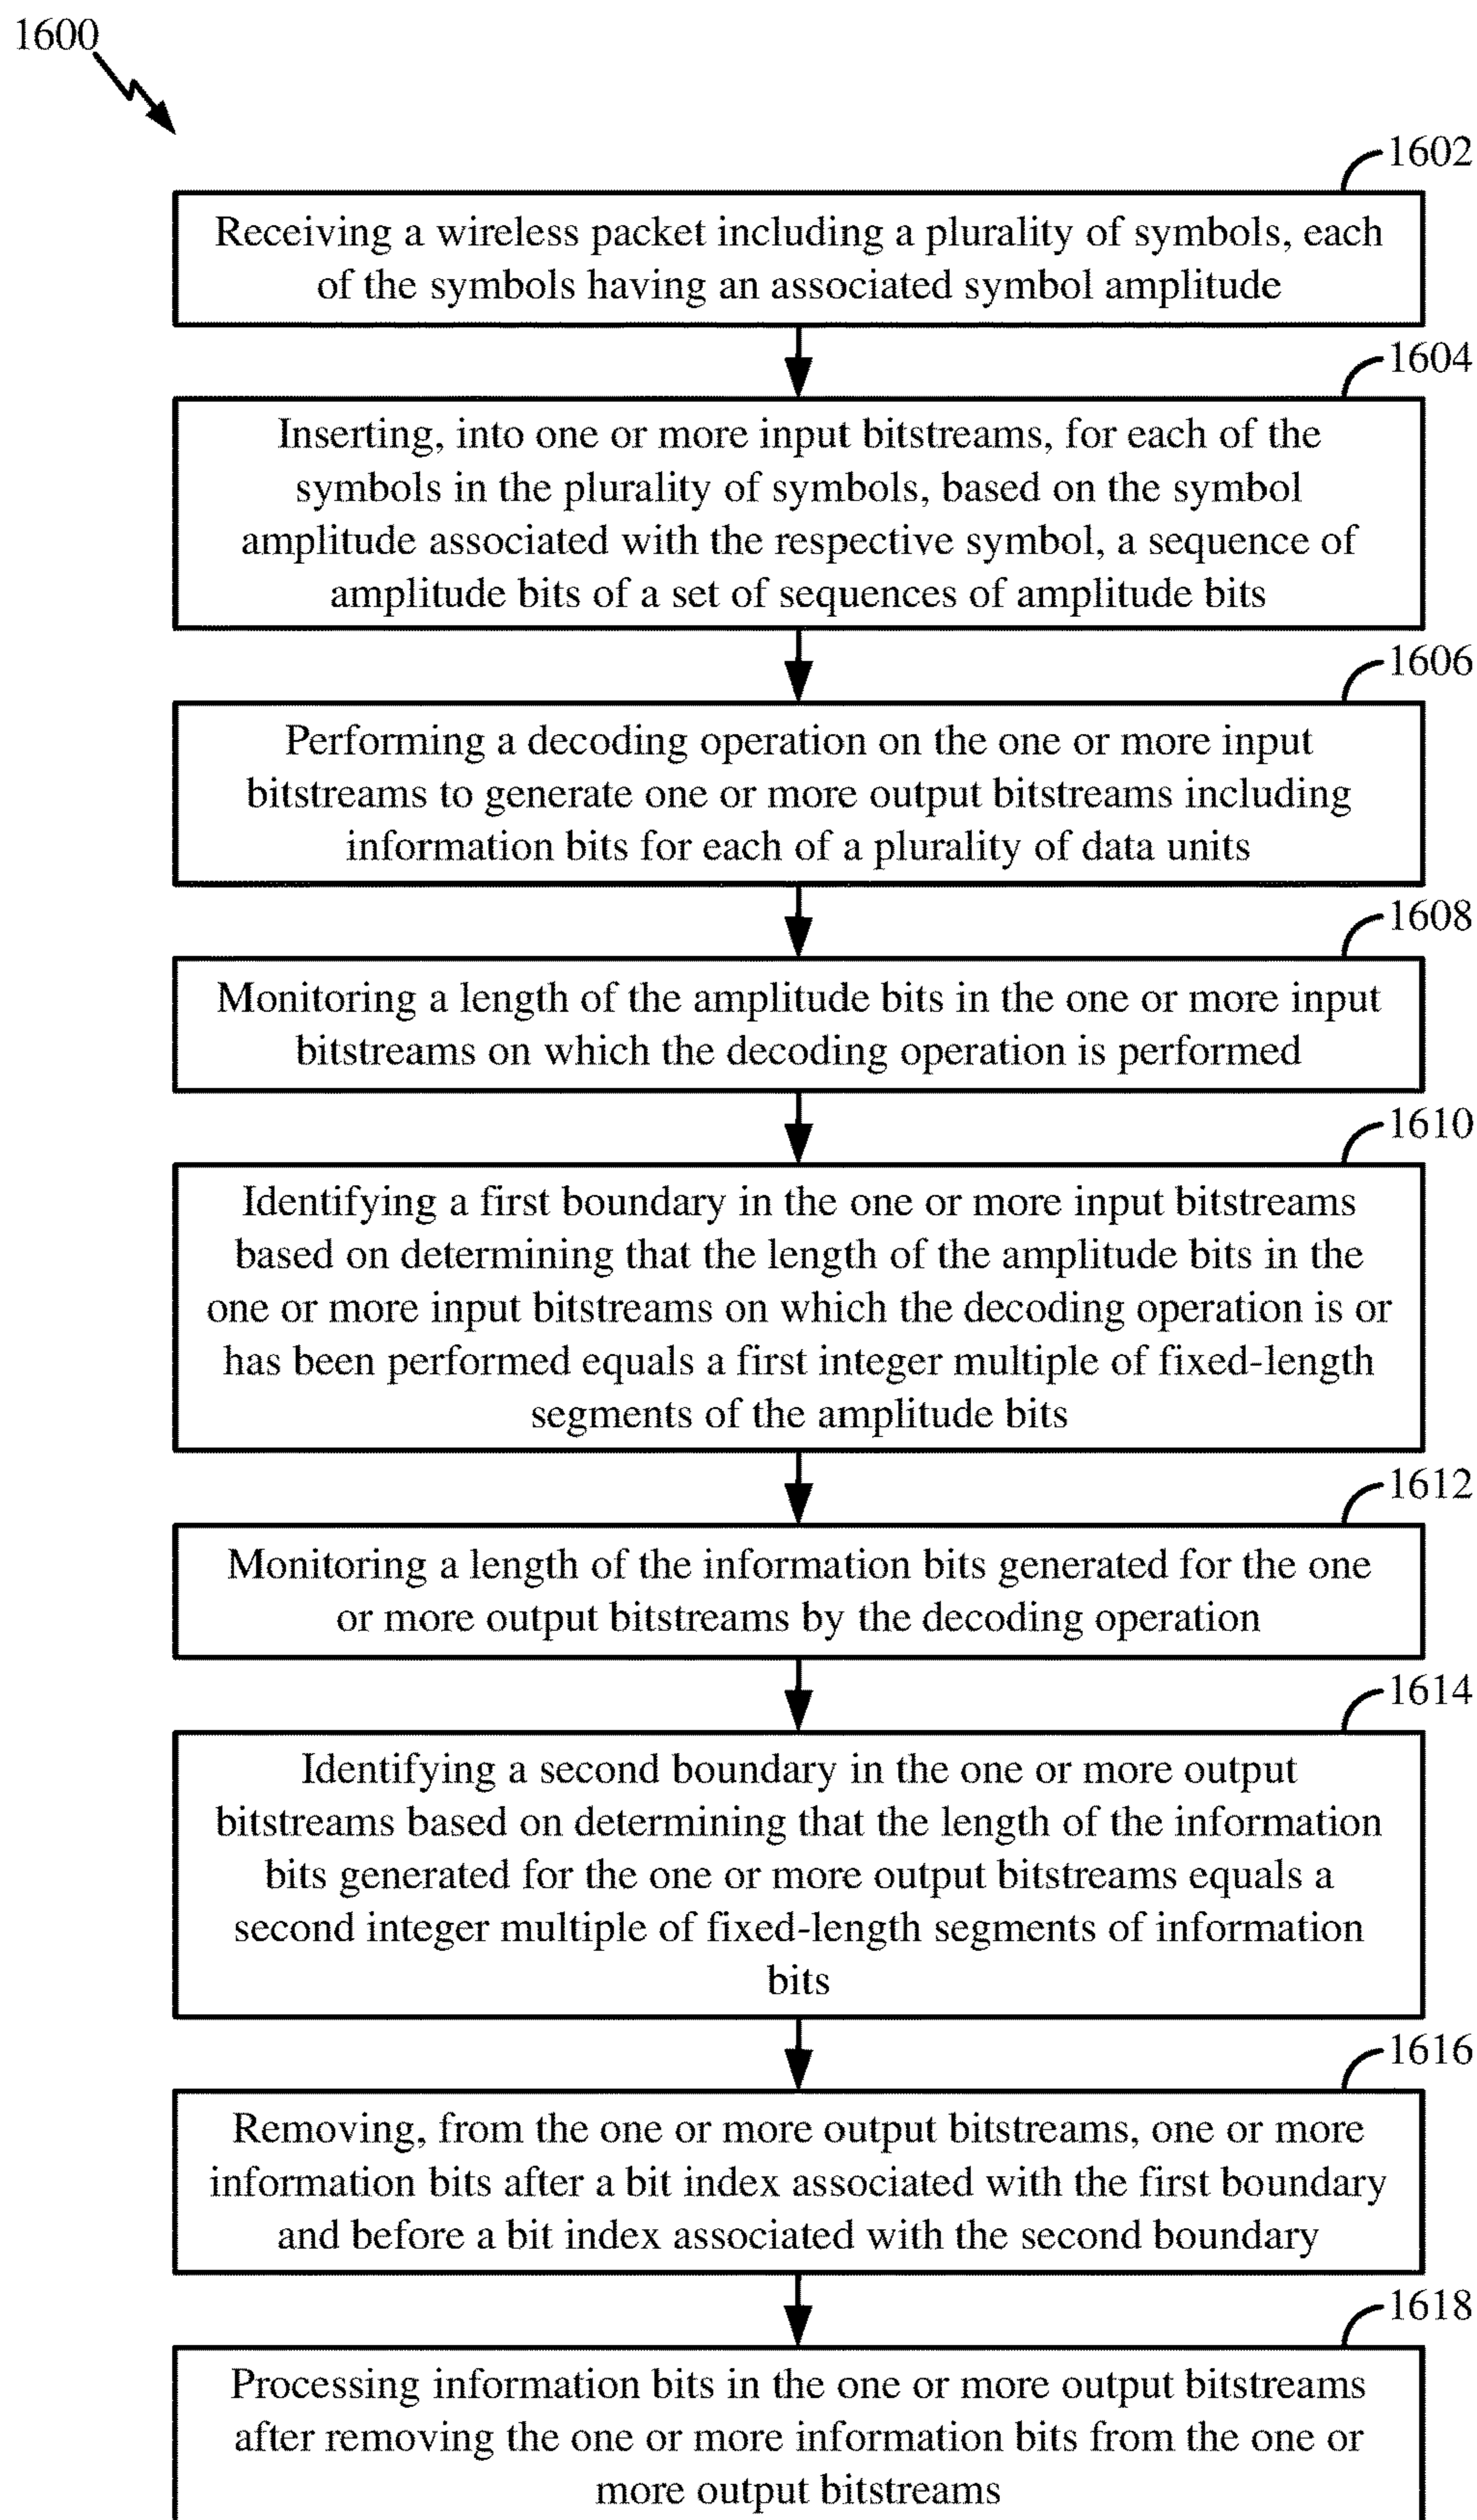 1600
1602
Receiving a wireless packet including a plurality of symbols, each
of the symbols having an associated symbol amplitude
1604
Inserting, into one or more input bitstreams, for each of the
symbols in the plurality of symbols, based on the symbol
amplitude associated with the respective symbol, a sequence of
amplitude bits of a set of sequences of amplitude bits
1606
Performing a decoding operation on the one or more input
bitstreams to generate one or more output bitstreams including
information bits for each of a plurality of data units
1608
Monitoring a length of the amplitude bits in the one or more input
bitstreams on which the decoding operation is performed
1610
Identifying a first boundary in the one or more input bitstreams
based on determining that the length of the amplitude bits in the
one or more input bitstreams on which the decoding operation is or
has been performed equals a first integer multiple of fixed-length
segments of the amplitude bits
1612
Monitoring a length of the information bits generated for the one
or more output bitstreams by the decoding operation
1614
Identifying a second boundary in the one or more output
bitstreams based on determining that the length of the information
bits generated for the one or more output bitstreams equals a
second integer multiple of fixed-length segments of information
bits
1616
Removing, from the one or more output bitstreams, one or more
information bits after a bit index associated with the first boundary
and before a bit index associated with the second boundary
1618
Processing information bits in the one or more output bitstreams
after removing the one or more information bits from the one or
more output bitstreams